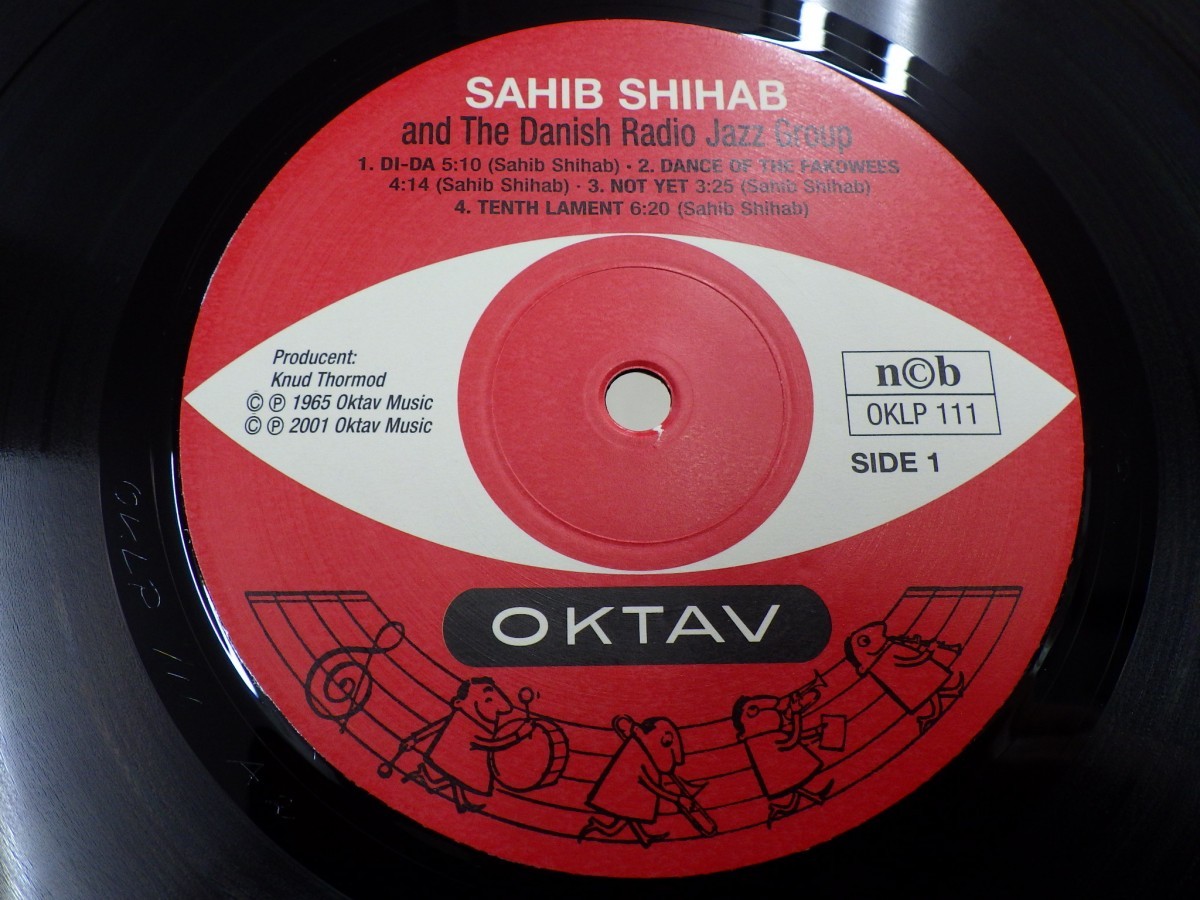 SAHIB SHIHAB
and The Danish Radio Jazz Group
1. DI-DA 5:10 (Sahib Shihab) · 2. DANCE OF THE FAKOWEES
4:14 (Sahib Shihab) · 3. NOT YET 3:25 (Sahib Shihab)
4. TENTH LAMENT 6:20 (Sahib Shihab)
Producent:
Knud Thormod
© ℗ 1965 Oktav Music
© ℗ 2001 Oktav Music
n©b
OKLP 111
SIDE 1
OKTAV